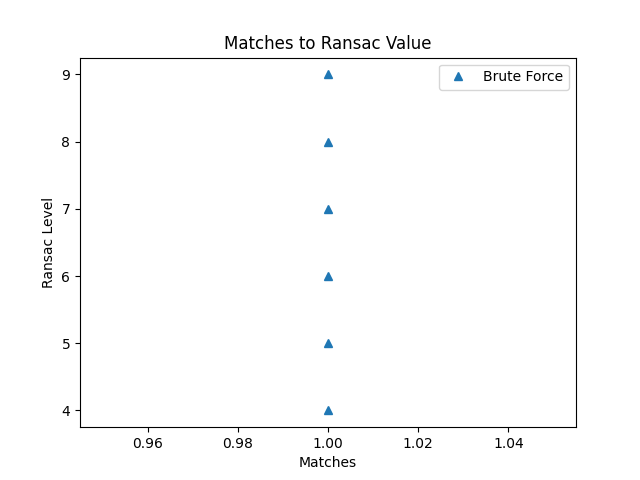 Matches to Ransac Value
Brute Force
9
8
7
6
5
4
Ransac Level
0.96 0.98 1.00 1.02 1.04
Matches